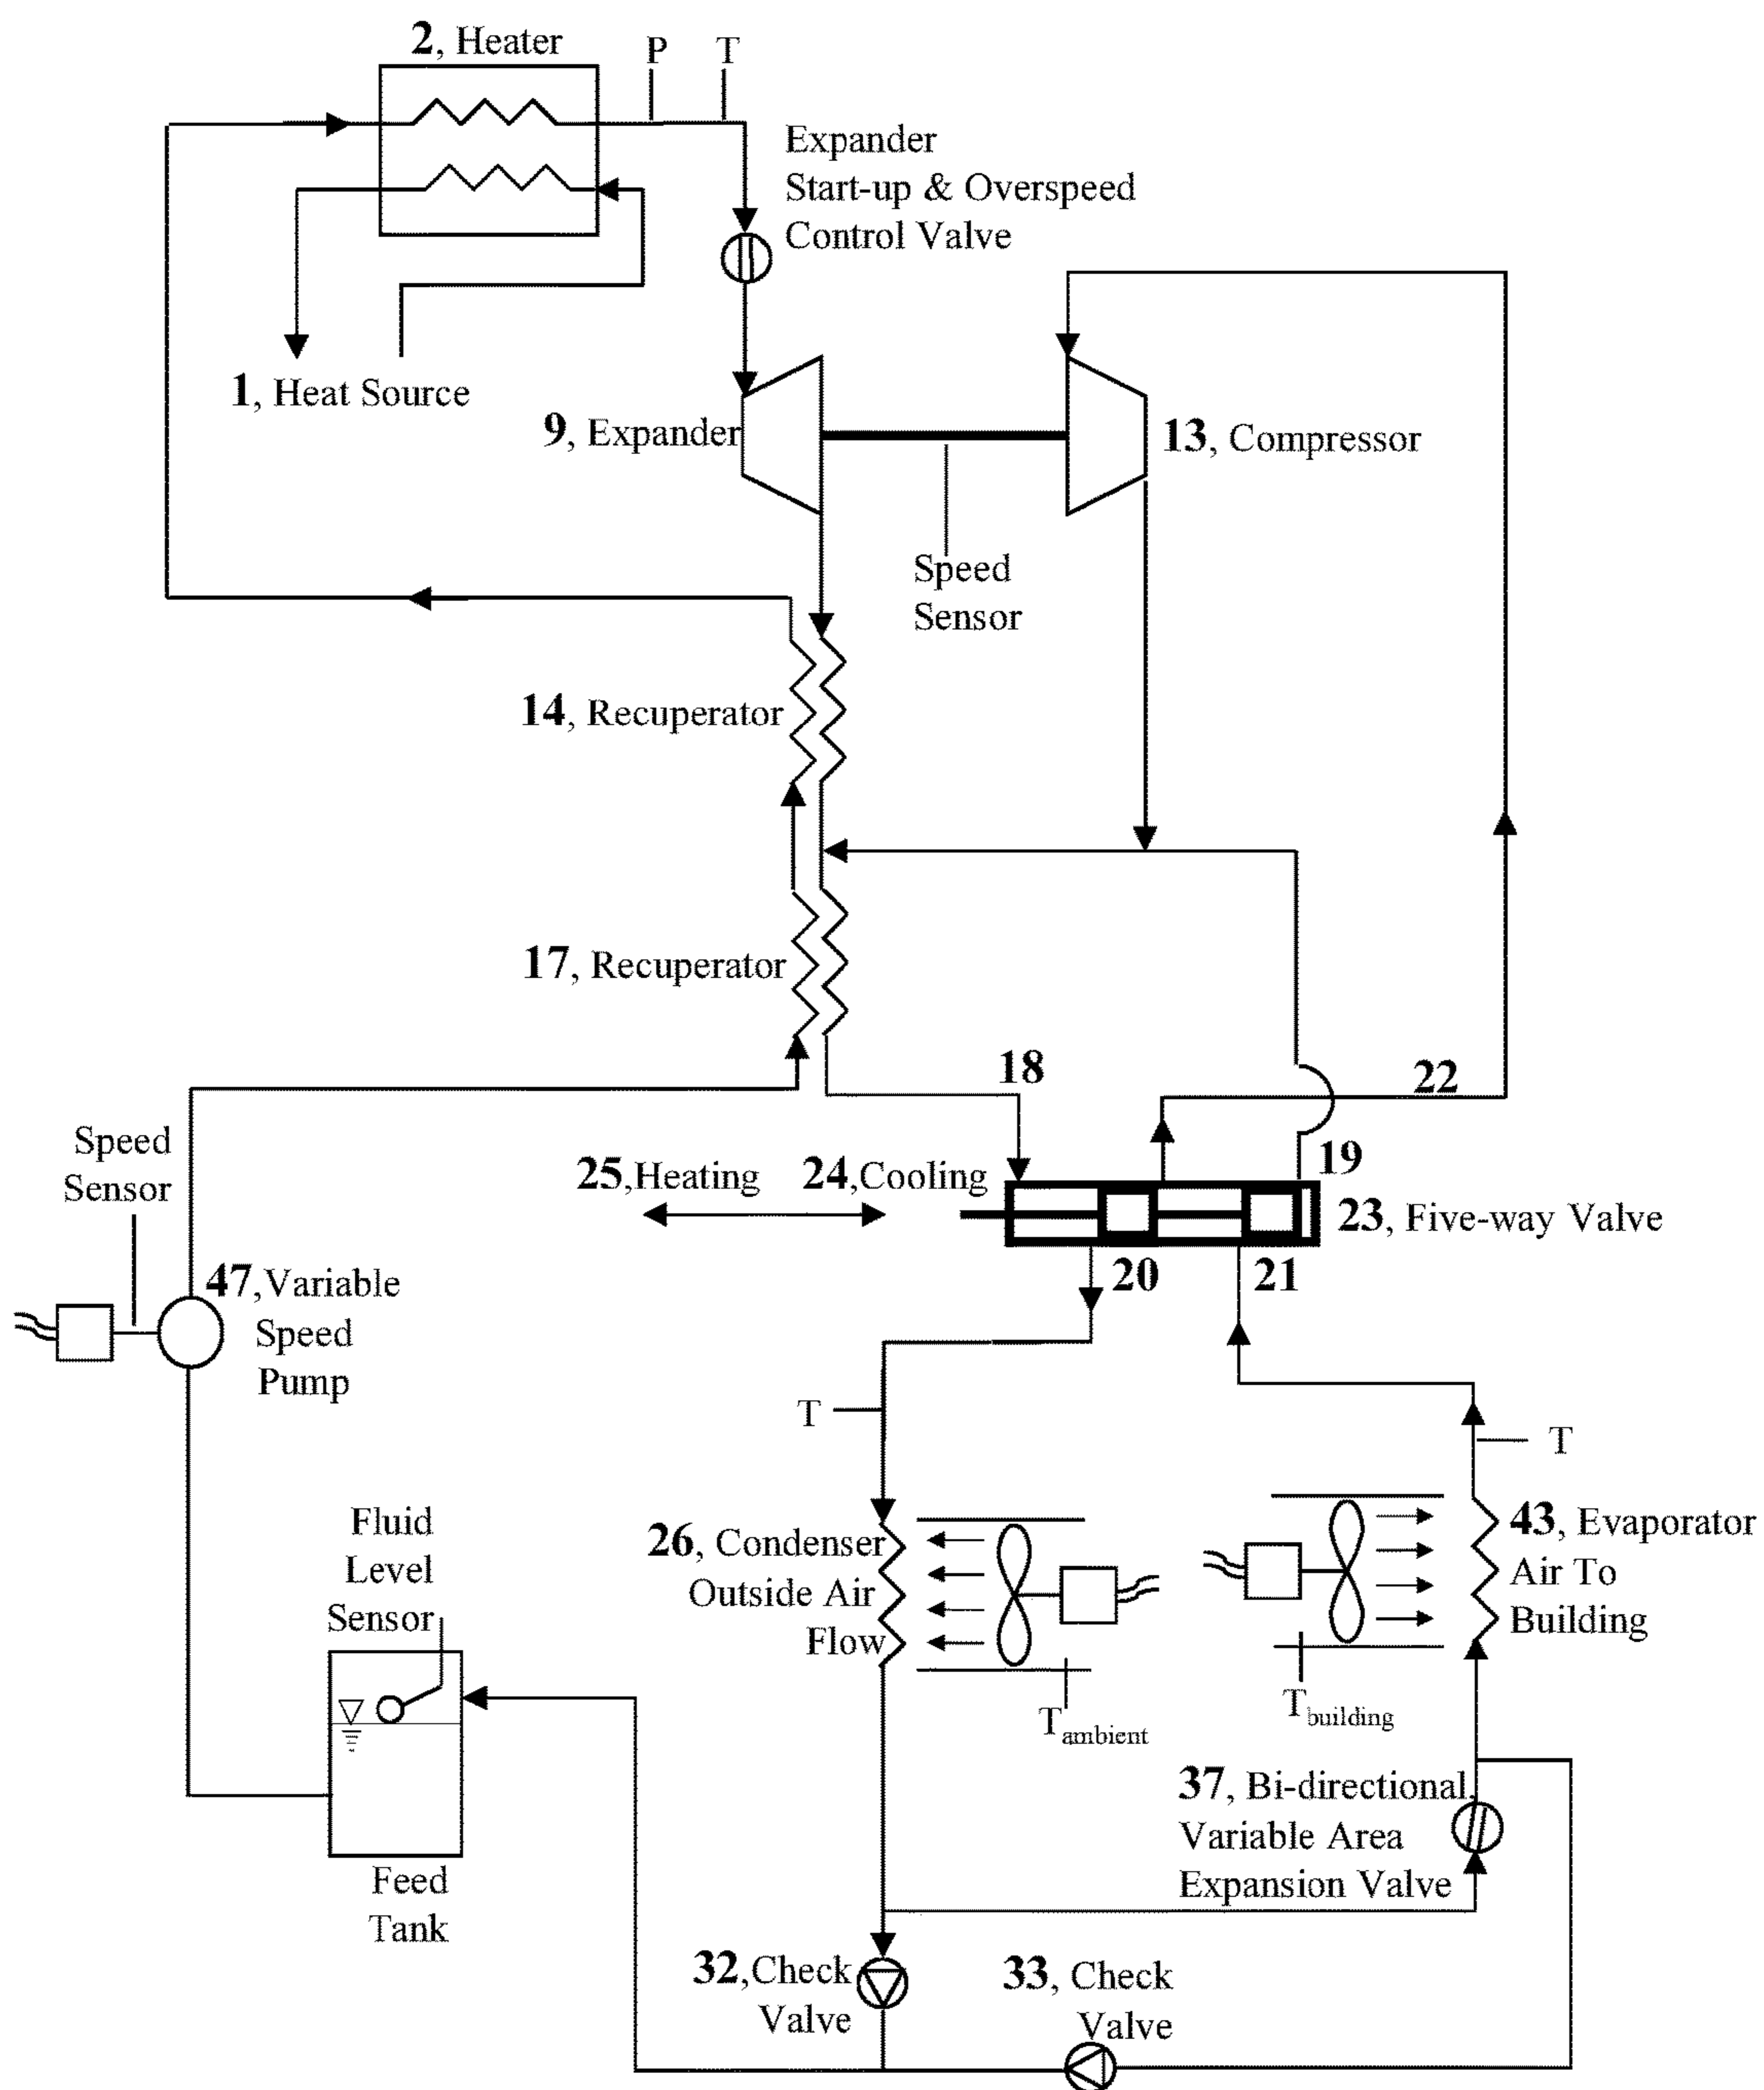 2, Heater
P
T
Expander
Start-up & Overspeed
Control Valve
1, Heat Source
9, Expander
13, Compressor
Speed
Sensor
14, Recuperator
17, Recuperator
18
22
Speed
Sensor
25,Heating
24,Cooling
19
23, Five-way Valve
20
21
47,Variable
Speed
Pump
T
T
Fluid
Level
Sensor
26, Condenser
Outside Air
Flow
43, Evaporator
Air To
Building
Tambient
Tbuilding
37, Bi-directional,
Variable Area
Expansion Valve
Feed
Tank
32,Check
Valve
33, Check
Valve